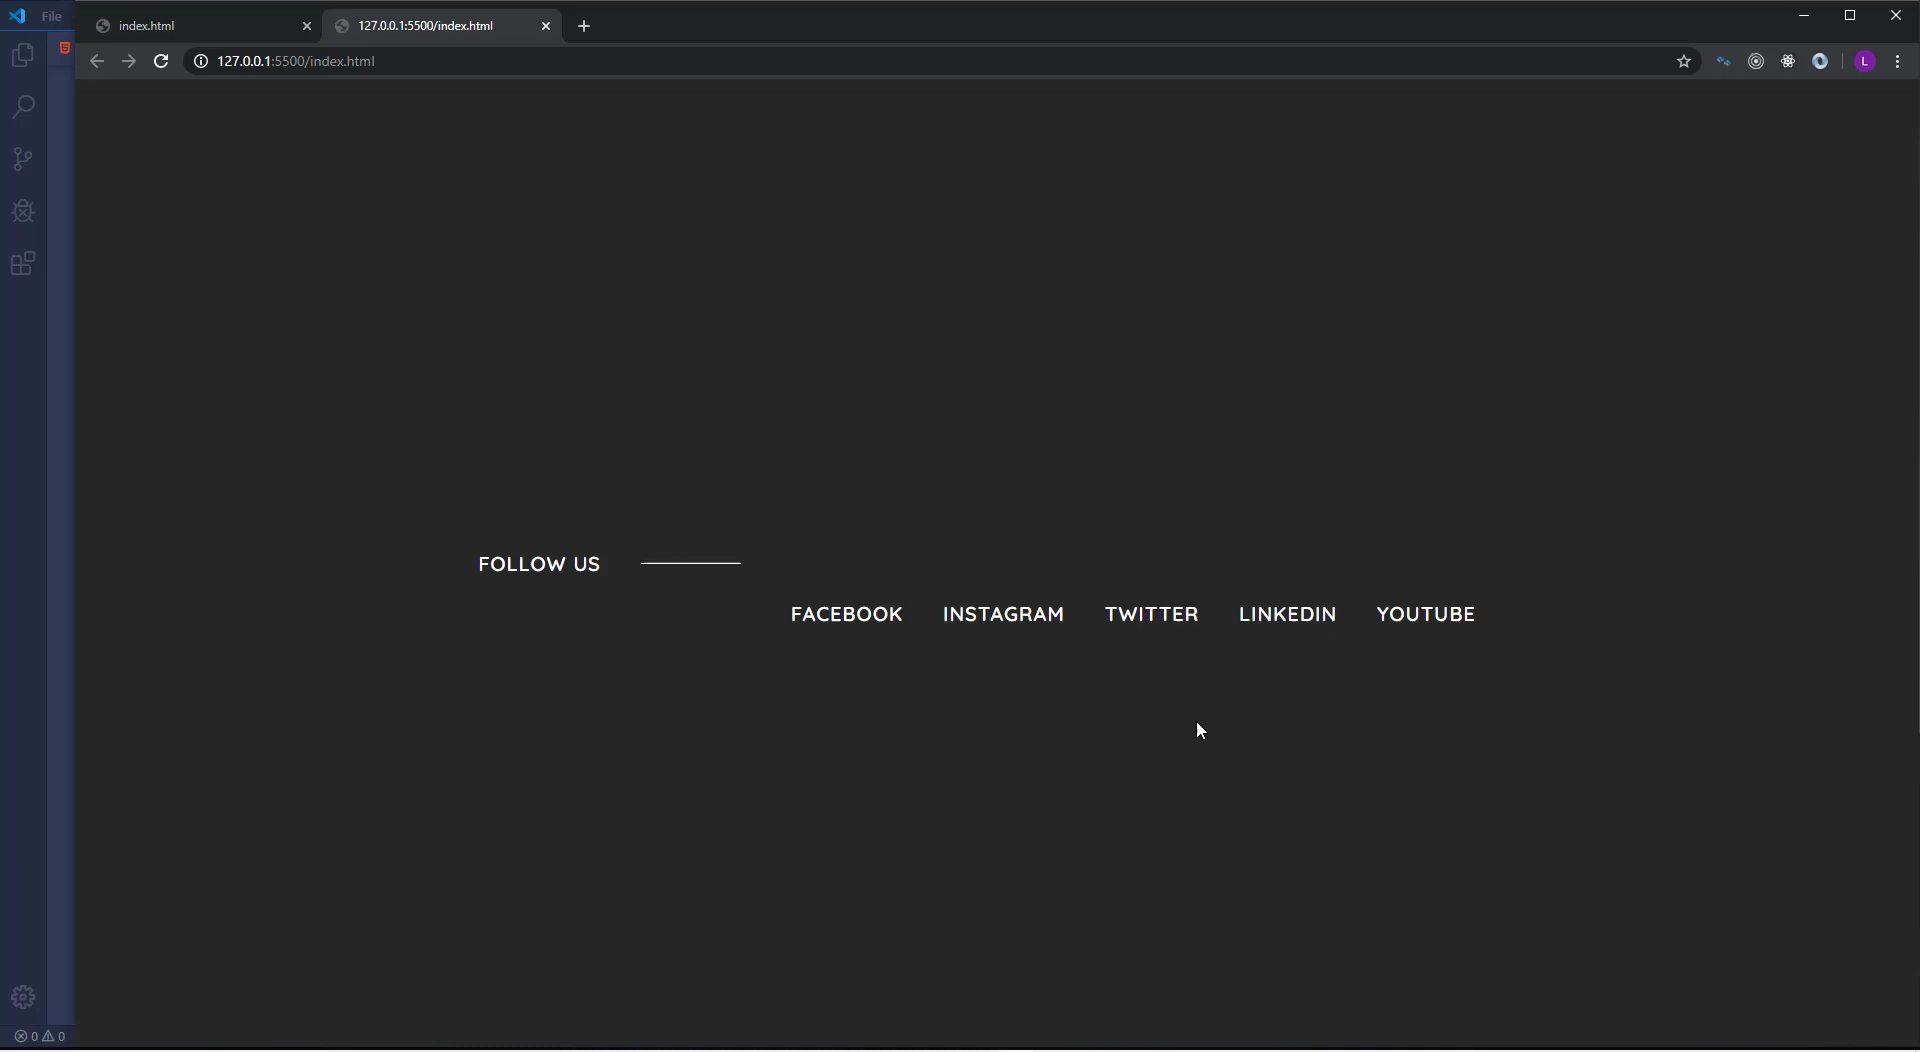 File
index.html
127.0.0.1:5500/index.html
127.0.0.1:5500/index.html
L
FOLLOW US
FACEBOOK INSTAGRAM TWITTER LINKEDIN YOUTUBE
0 0